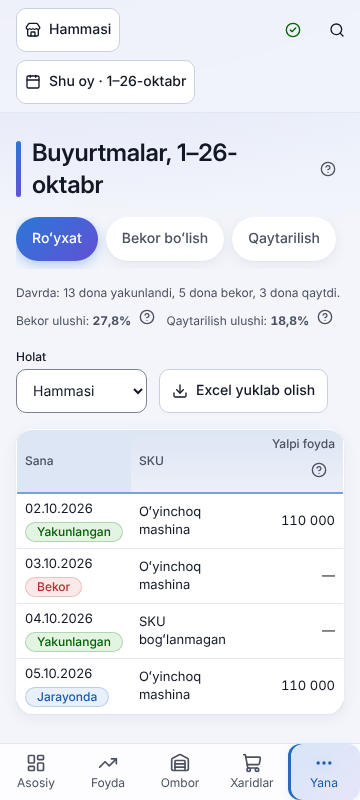 Hammasi
Shu oy · 1–26-oktabr
Buyurtmalar, 1–26-
oktabr
Roʻyxat
Bekor boʻlish
Qaytarilish
Davrda: 13 dona yakunlandi, 5 dona bekor, 3 dona qaytdi.
Bekor ulushi: 27,8% Qaytarilish ulushi: 18,8%
Holat
Hammasi
Excel yuklab olish
Sana SKU Yalpi foyda
02.10.2026 Oʻyinchoq mashina 110 000
Yakunlangan
03.10.2026 Oʻyinchoq mashina —
Bekor
04.10.2026 SKU bogʻlanmagan —
Yakunlangan
05.10.2026 Oʻyinchoq mashina 110 000
Jarayonda
Asosiy
Foyda
Ombor
Xaridlar
Yana